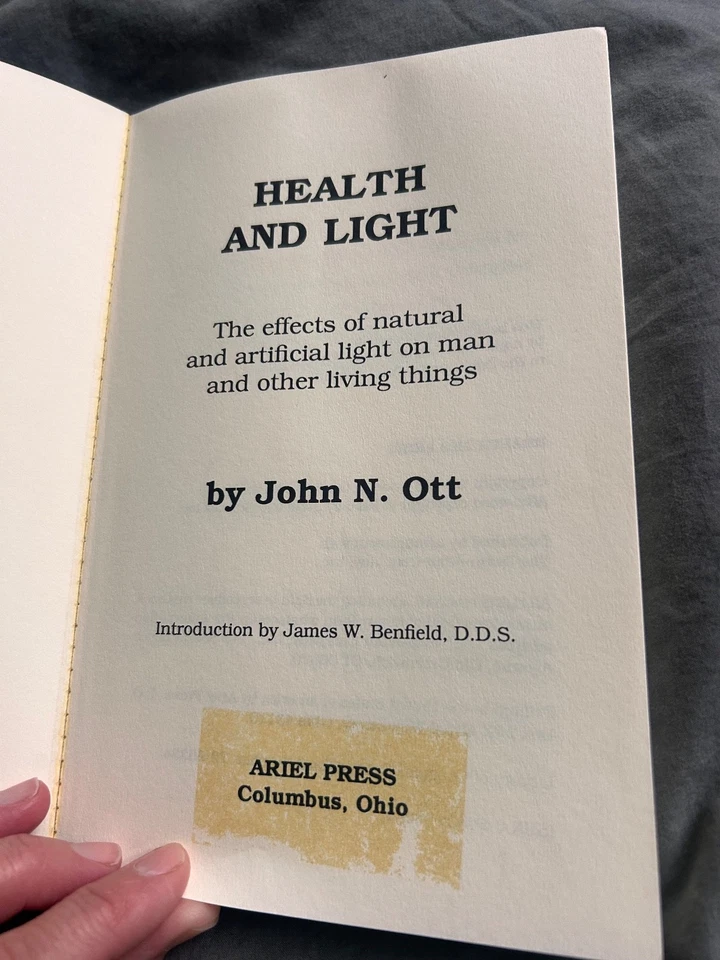 HEALTH
AND LIGHT
The effects of natural
and artificial light on man
and other living things
by John N. Ott
Introduction by James W. Benfield, D.D.S.
ARIEL PRESS
Columbus, Ohio